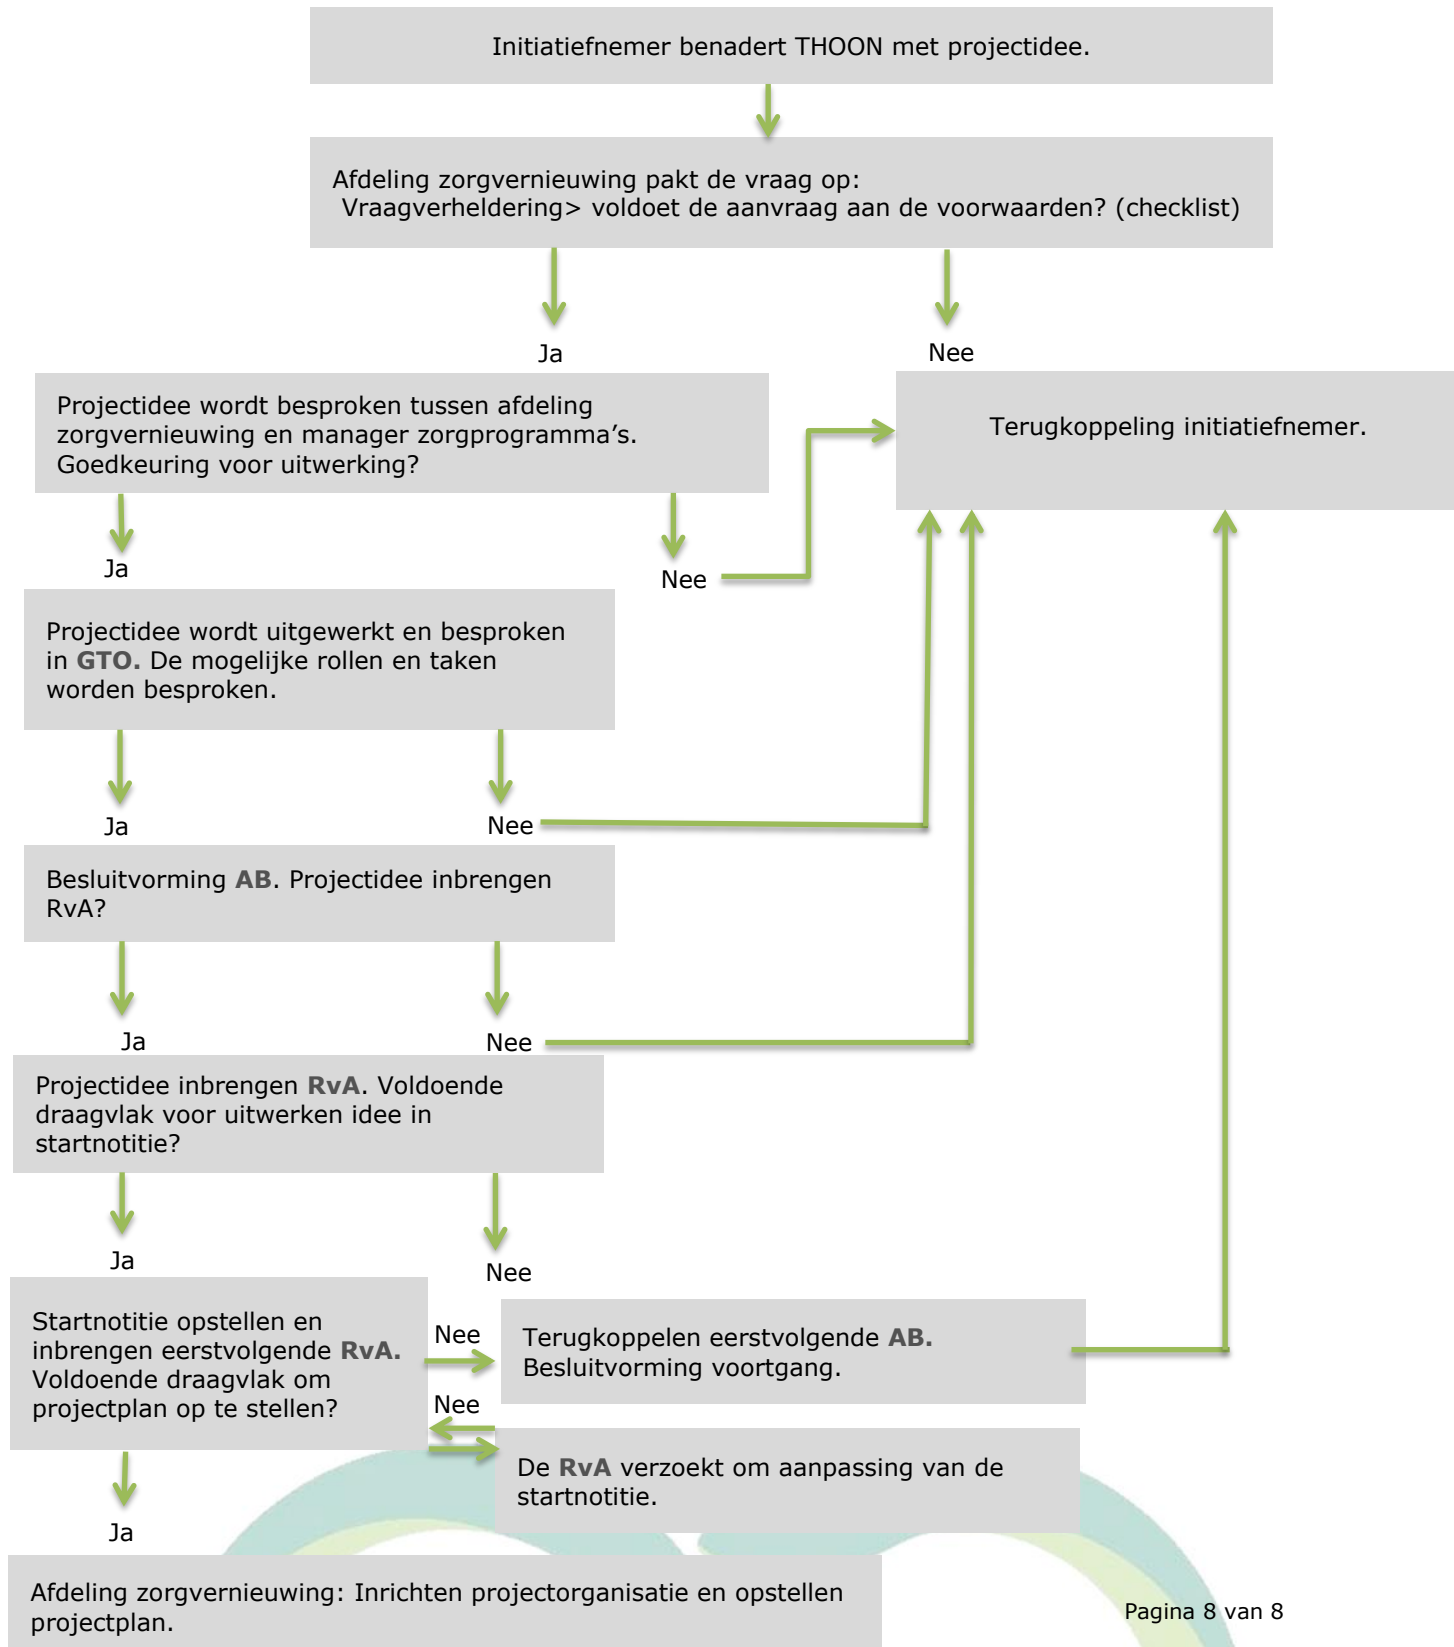 Initiatiefnemer benadert THOON met projectidee.
Afdeling zorgvernieuwing pakt de vraag op:
Vraagverheldering> voldoet de aanvraag aan de voorwaarden? (checklist)
Ja
Nee
Projectidee wordt besproken tussen afdeling
zorgvernieuwing en manager zorgprogramma’s.
Goedkeuring voor uitwerking?
Terugkoppeling initiatiefnemer.
Ja
Nee
Projectidee wordt uitgewerkt en besproken
in GTO. De mogelijke rollen en taken
worden besproken.
Ja
Nee
Besluitvorming AB. Projectidee inbrengen
RvA?
Ja
Nee
Projectidee inbrengen RvA. Voldoende
draagvlak voor uitwerken idee in
startnotitie?
Ja
Nee
Startnotitie opstellen en
inbrengen eerstvolgende RvA.
Voldoende draagvlak om
projectplan op te stellen?
Nee
Terugkoppelen eerstvolgende AB.
Besluitvorming voortgang.
Nee
De RvA verzoekt om aanpassing van de
startnotitie.
Ja
Afdeling zorgvernieuwing: Inrichten projectorganisatie en opstellen
projectplan.
Pagina 8 van 8